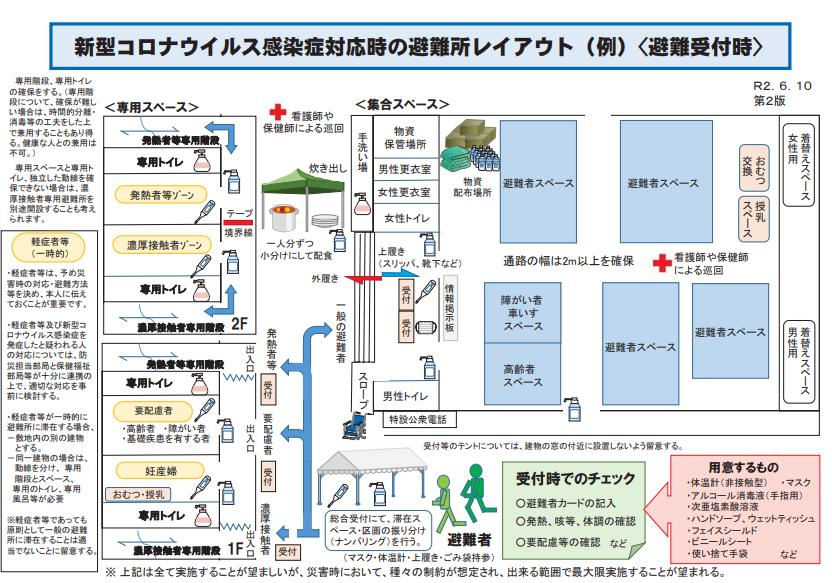 新型コロナウイルス感染症対応時の避難所レイアウト（例）〈避難受付時〉
R2. 6. 10
第2版
専用階段、専用トイレ
の確保をする。（専用階
段について、確保が難し
い場合は、時間的分離・
消毒等の工夫をした上
で兼用することもあり得
る。健康な人との兼用は
不可。）
専用スペースと専用ト
イレ、独立した動線を確
保できない場合は、濃
厚接触者専用避難所を
別途開設することも考え
られます。
軽症者等
（一時的）
・軽症者等は、予め災
害時の対応・避難方法
等を決め、本人に伝え
ておくことが重要です。
・軽症者等及び新型コ
ロナウイルス感染症を
発症したと疑われる人
の対応については、防
災担当部局と保健福祉
部局等が十分に連携の
上で、適切な対応を事
前に検討する。
・軽症者等が一時的に
避難所に滞在する場合、
－敷地内の別の建物
とする。
－同一建物の場合は、
動線を分け、専用
階段とスペース、
専用のトイレ、専用
風呂等が必要
※軽症者等であっても
原則として一般の避難
所に滞在することは適
当でないことに留意する。
＜専用スペース＞
発熱者等専用階段
専用トイレ
発熱者等ゾーン
濃厚接触者ゾーン
専用トイレ
濃厚接触者専用階段
2F
テープ
境界線
看護師や
保健師による巡回
炊き出し
一人分ずつ
小分けにして配食
発熱者等専用階段
専用トイレ
要配慮者
・高齢者　・障がい者
・基礎疾患を有する者
妊産婦
おむつ・授乳
専用トイレ
濃厚接触者専用階段
1F
出入口
出入口
出入口
発熱者等
受付
要配慮者
受付
濃厚接触者
受付
一般の避難者
＜集合スペース＞
手洗い場
物資
保管場所
男性更衣室
女性更衣室
女性トイレ
物資
配布場所
上履き
（スリッパ、靴下など）
外履き
受付
受付
情報掲示板
スロープ
男性トイレ
特設公衆電話
避難者スペース
避難者スペース
おむつ
交換
授乳
スペース
着替えスペース
女性用
通路の幅は2m以上を確保
看護師や保健師
による巡回
障がい者
車いす
スペース
高齢者
スペース
避難者スペース
避難者スペース
着替えスペース
男性用
受付等のテントについては、建物の窓の付近に設置しないよう留意する。
総合受付にて、滞在ス
ペース・区画の振り分け
（ナンバリング）を行う。
避難者
（マスク・体温計・上履き・ごみ袋持参）
受付時でのチェック
○避難者カードの記入
○発熱、咳等、体調の確認
○要配慮者等の確認　など
用意するもの
・体温計（非接触型）　・マスク
・アルコール消毒液（手指用）
・次亜塩素酸溶液
・ハンドソープ、ウェットティッシュ
・フェイスシールド
・ビニールシート
・使い捨て手袋　　など
※ 上記は全て実施することが望ましいが、災害時において、種々の制約が想定され、出来る範囲で最大限実施することが望まれる。